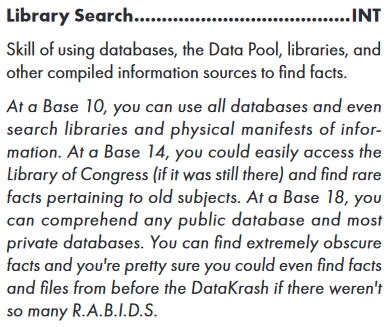 Library Search.......................................INT
Skill of using databases, the Data Pool, libraries, and
other compiled information sources to find facts.
At a Base 10, you can use all databases and even
search libraries and physical manifests of infor-
mation. At a Base 14, you could easily access the
Library of Congress (if it was still there) and find rare
facts pertaining to old subjects. At a Base 18, you
can comprehend any public database and most
private databases. You can find extremely obscure
facts and you're pretty sure you could even find facts
and files from before the DataKrash if there weren't
so many R.A.B.I.D.S.